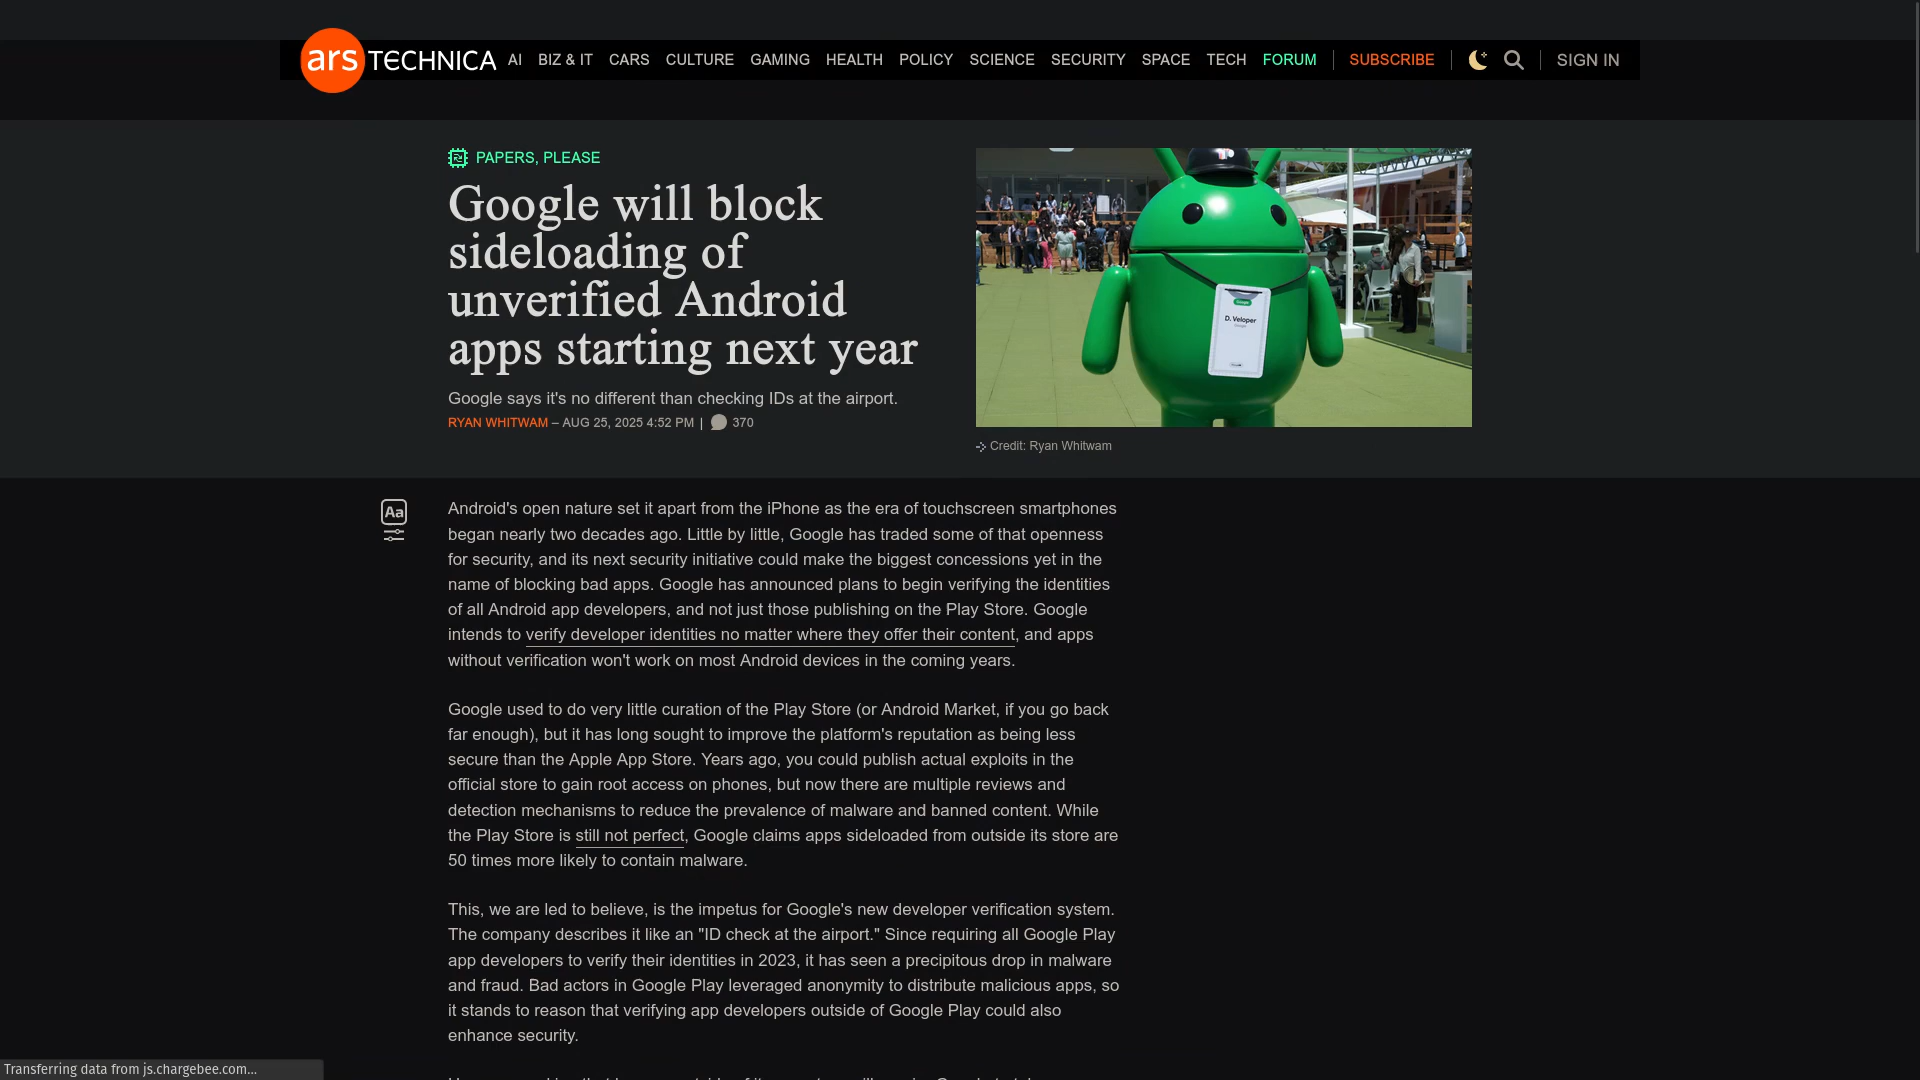 ars TECHNICA AI BIZ & IT CARS CULTURE GAMING HEALTH POLICY SCIENCE SECURITY SPACE TECH FORUM SUBSCRIBE SIGN IN
PAPERS, PLEASE
Google will block
sideloading of
unverified Android
apps starting next year
Google says it's no different than checking IDs at the airport.
RYAN WHITWAM – AUG 25, 2025 4:52 PM | 370
D. Veloper
Credit: Ryan Whitwam
Aa
Android's open nature set it apart from the iPhone as the era of touchscreen smartphones
began nearly two decades ago. Little by little, Google has traded some of that openness
for security, and its next security initiative could make the biggest concessions yet in the
name of blocking bad apps. Google has announced plans to begin verifying the identities
of all Android app developers, and not just those publishing on the Play Store. Google
intends to verify developer identities no matter where they offer their content, and apps
without verification won't work on most Android devices in the coming years.
Google used to do very little curation of the Play Store (or Android Market, if you go back
far enough), but it has long sought to improve the platform's reputation as being less
secure than the Apple App Store. Years ago, you could publish actual exploits in the
official store to gain root access on phones, but now there are multiple reviews and
detection mechanisms to reduce the prevalence of malware and banned content. While
the Play Store is still not perfect, Google claims apps sideloaded from outside its store are
50 times more likely to contain malware.
This, we are led to believe, is the impetus for Google's new developer verification system.
The company describes it like an "ID check at the airport." Since requiring all Google Play
app developers to verify their identities in 2023, it has seen a precipitous drop in malware
and fraud. Bad actors in Google Play leveraged anonymity to distribute malicious apps, so
it stands to reason that verifying app developers outside of Google Play could also
enhance security.
Transferring data from js.chargebee.com...